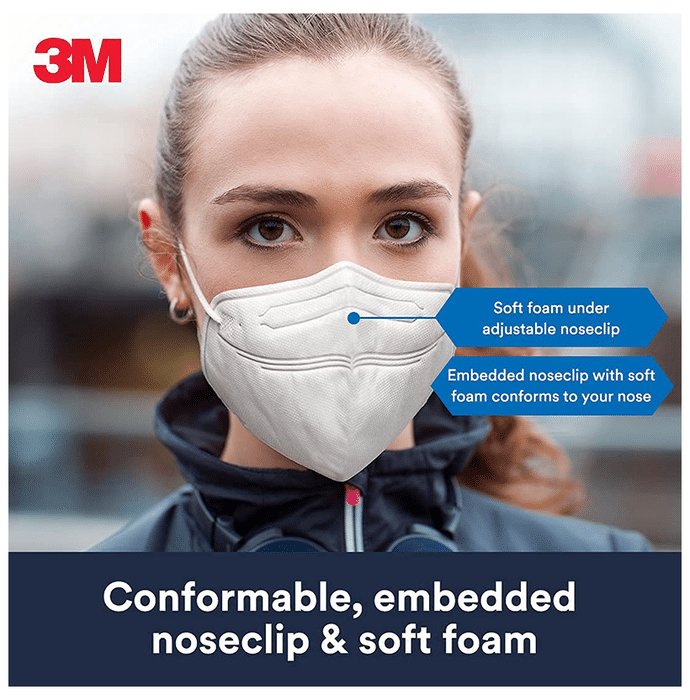 3M
Soft foam under
adjustable noseclip
Embedded noseclip with soft
foam conforms to your nose
Conformable, embedded
noseclip & soft foam